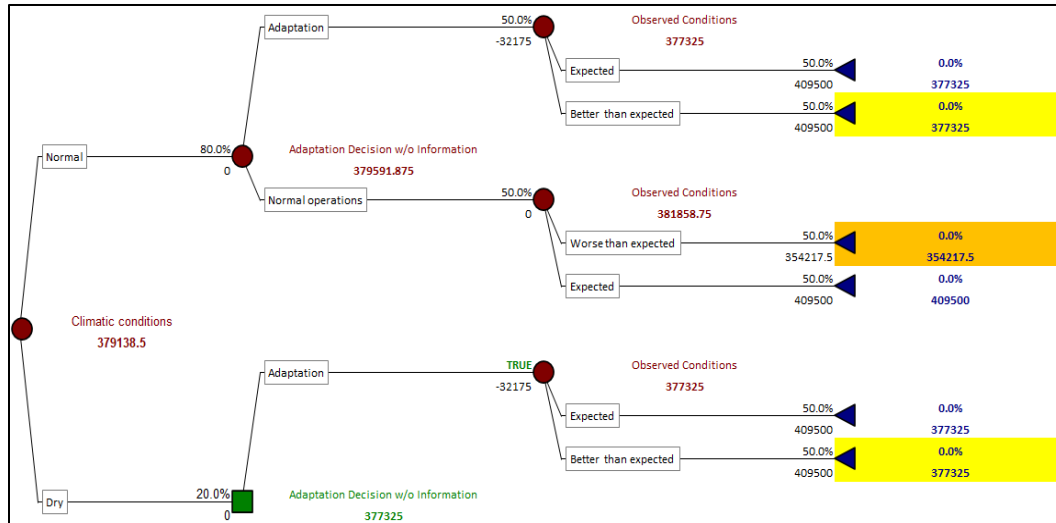 50.0%
Observed Conditions
Adaptation
-32175
377325
50.0%
0.0%
Expected
409500
377325
50.0%
0.0%
Better than expected
409500
377325
80.0%
Adaptation Decision w/o Information
Normal
0
379591.875
50.0%
Observed Conditions
Normal operations
0
381858.75
50.0%
0.0%
Worse than expected
354217.5
354217.5
50.0%
0.0%
Expected
409500
409500
Climatic conditions
379138.5
TRUE
Observed Conditions
Adaptation
-32175
377325
50.0%
0.0%
Expected
409500
377325
50.0%
0.0%
Better than expected
409500
377325
20.0%
Adaptation Decision w/o Information
Dry
0
377325